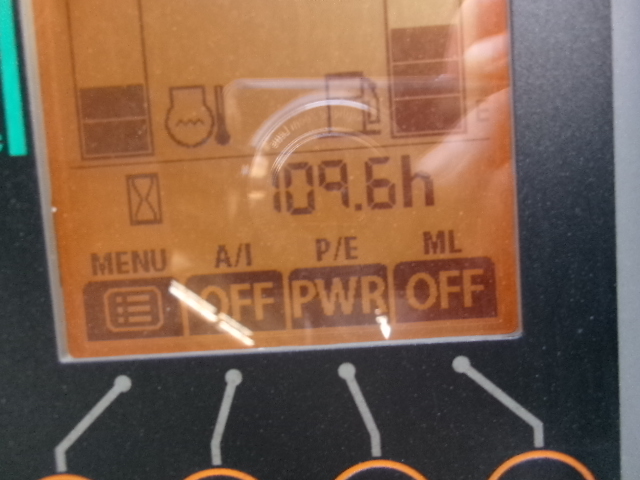 E
109.6h
MENU A/I P/E ML
OFF PWR OFF